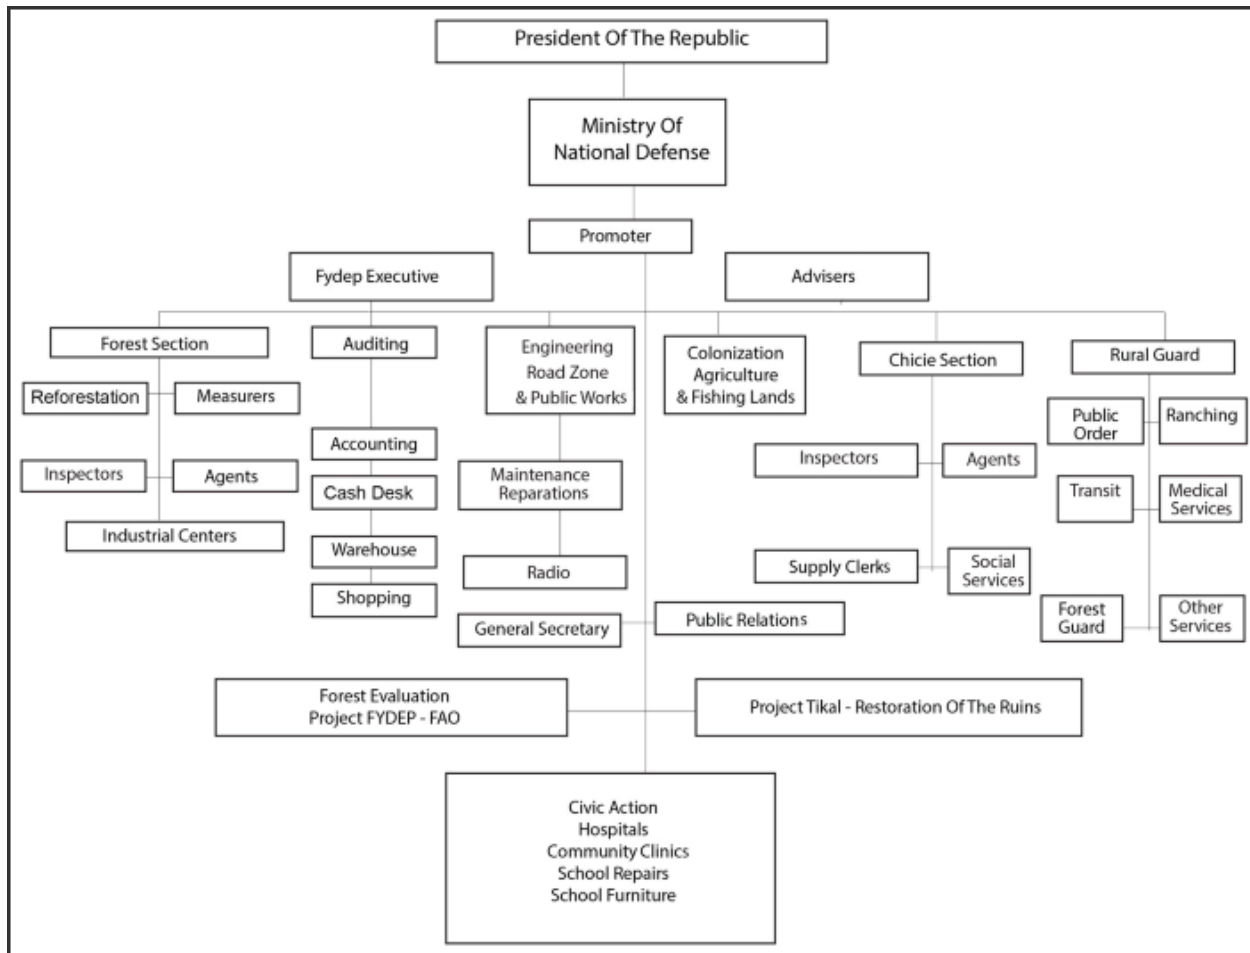 President Of The Republic
Ministry Of
National Defense
Promoter
Fydep Executive
Advisers
Forest Section
Reforestation
Measurers
Inspectors
Agents
Industrial Centers
Auditing
Accounting
Cash Desk
Warehouse
Shopping
Engineering
Road Zone
& Public Works
Maintenance
Reparations
Radio
General Secretary
Public Relations
Colonization
Agriculture
& Fishing Lands
Chicie Section
Inspectors
Agents
Supply Clerks
Social
Services
Rural Guard
Public
Order
Ranching
Transit
Medical
Services
Forest
Guard
Other
Services
Forest Evaluation
Project FYDEP - FAO
Project Tikal - Restoration Of The Ruins
Civic Action
Hospitals
Community Clinics
School Repairs
School Furniture